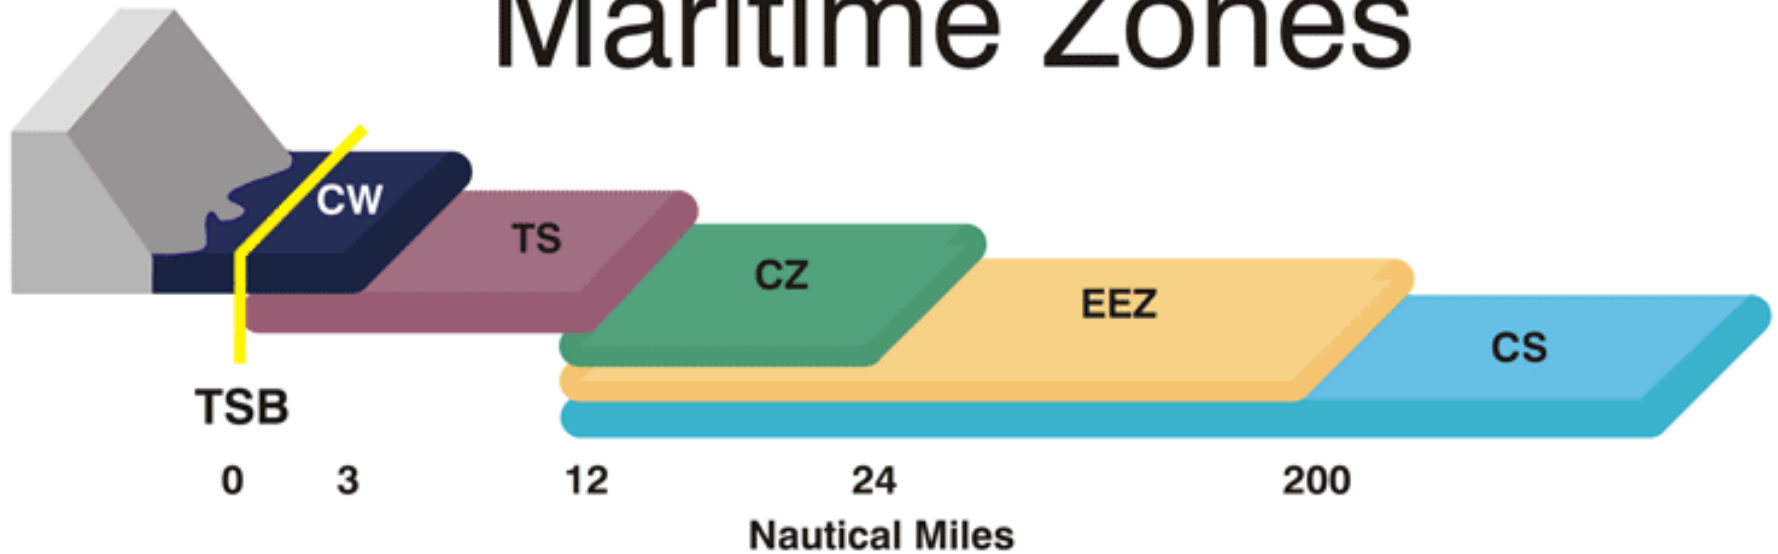 Maritime Zones
CW
TS
CZ
EEZ
CS
TSB
0 3 12 24 200
Nautical Miles